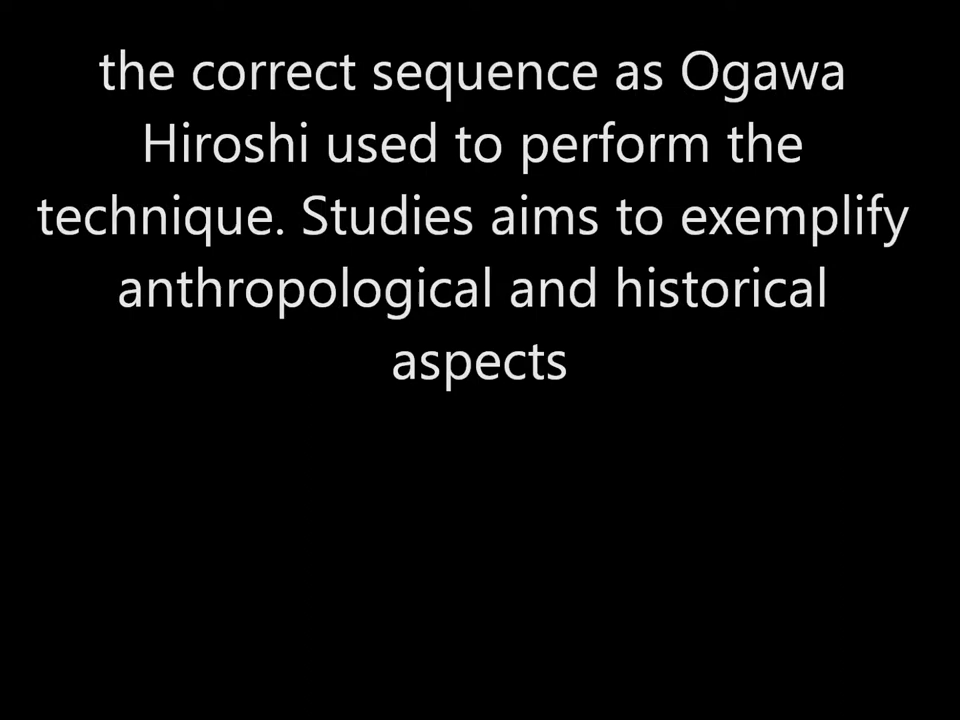 the correct sequence as Ogawa
Hiroshi used to perform the
technique. Studies aims to exemplify
anthropological and historical
aspects